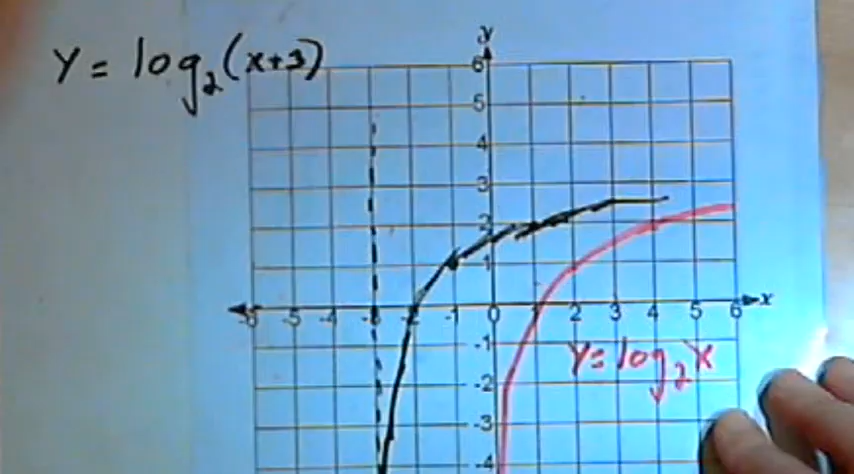 y = log₂(x+3)
y
6
5
4
3
2
1
-6 -5 -4 -3 -2 -1 0 2 3 4 5 6 x
-1
y = log₂x
-2
-3
-4